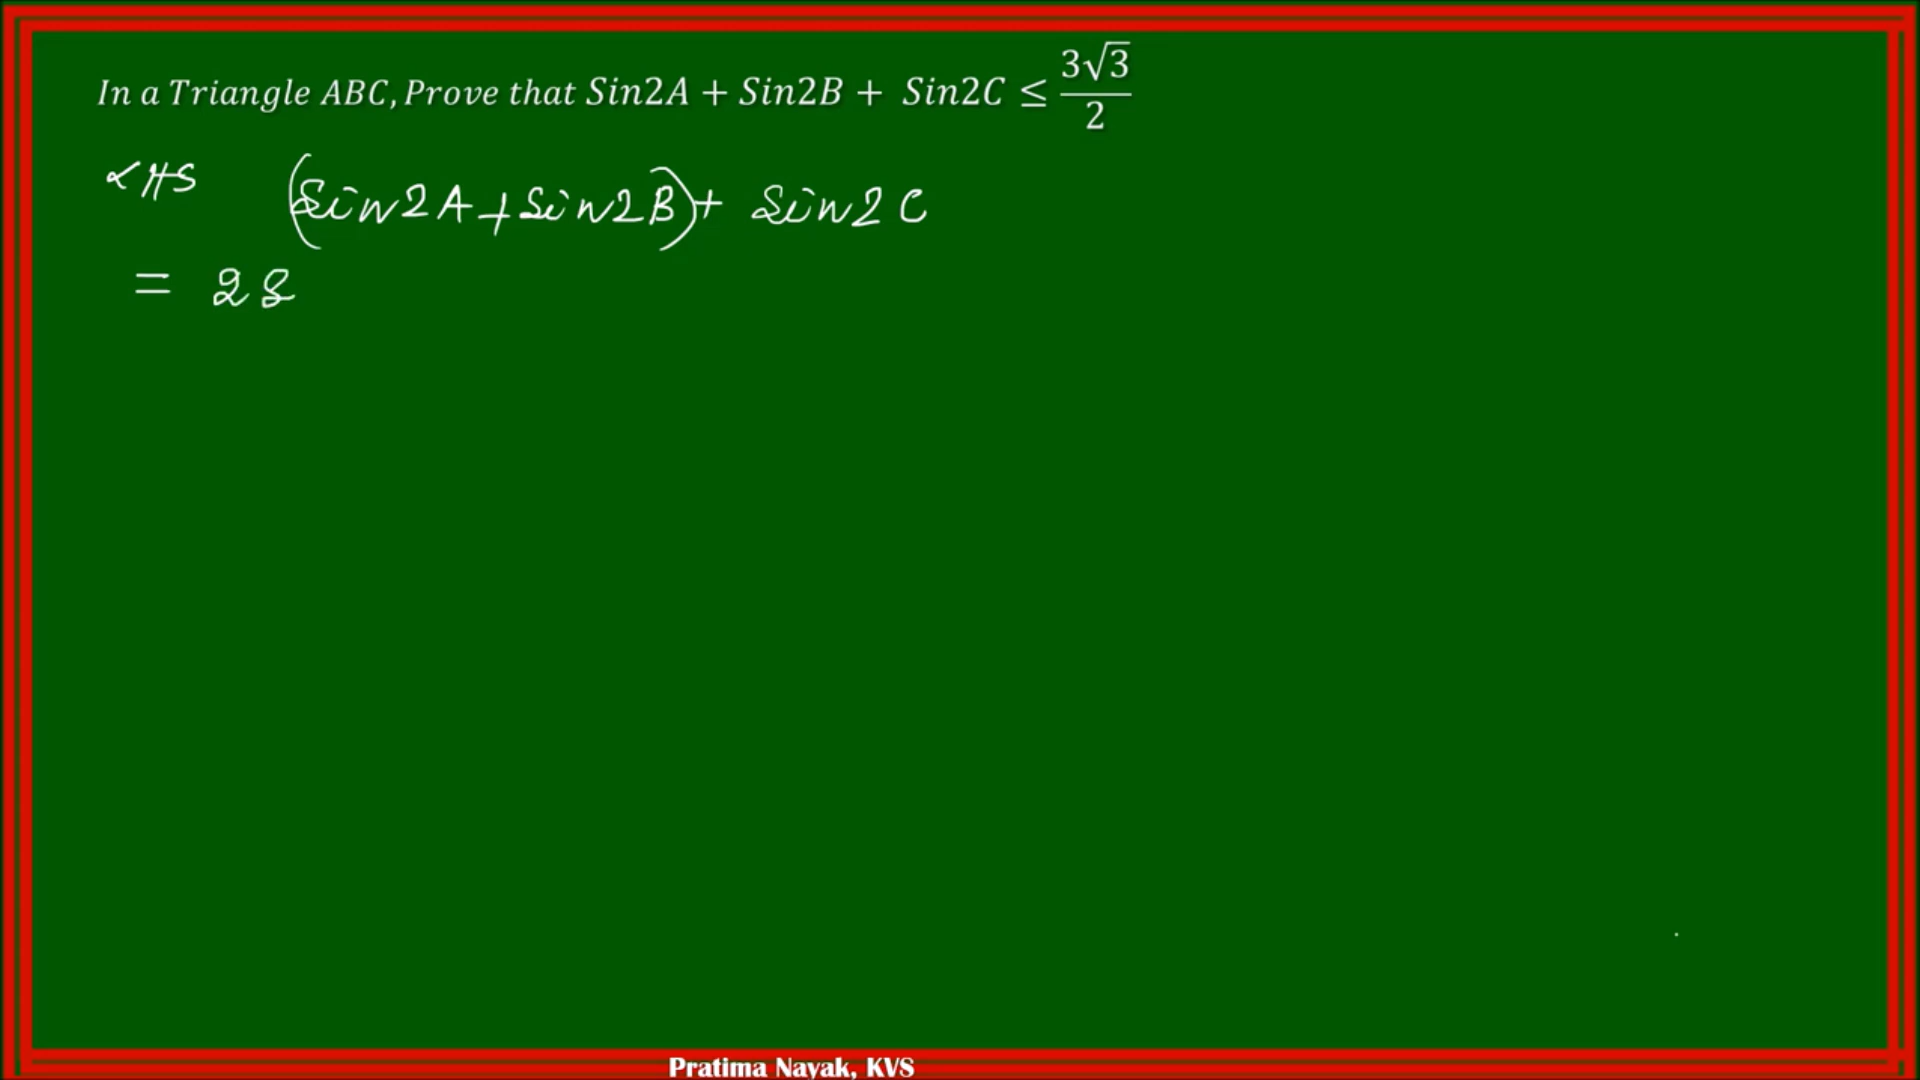 In a Triangle ABC, Prove that Sin2A + Sin2B + Sin2C ≤ 3√3/2
LHS (Sin2A + Sin2B) + Sin2C
= 2S
Pratima Nayak, KVS